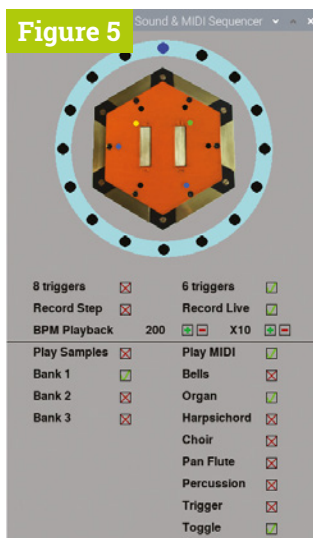 Figure 5
Sound & MIDI Sequencer
8 triggers 6 triggers
Record Step Record Live
BPM Playback 200 X10
Play Samples Play MIDI
Bank 1 Bells
Bank 2 Organ
Bank 3 Harpsichord
Choir
Pan Flute
Percussion
Trigger
Toggle